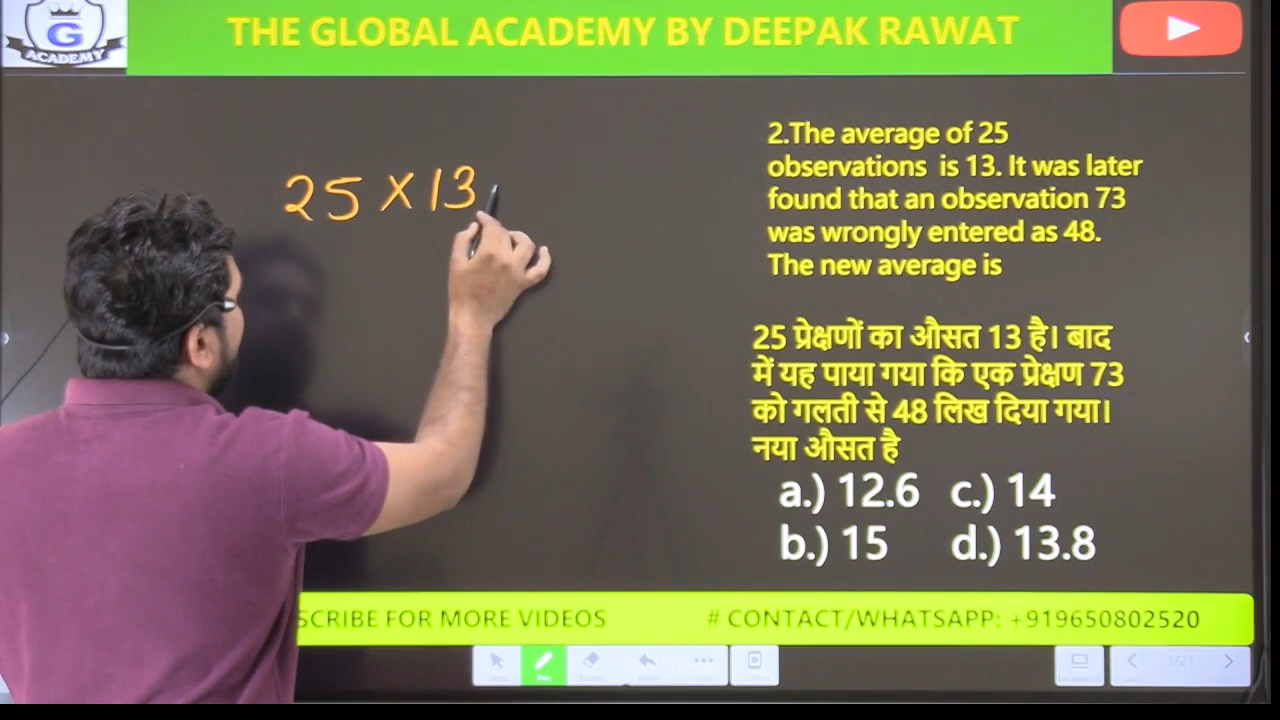 THE GLOBAL ACADEMY BY DEEPAK RAWAT
G
ACADEMY
25 X 13
2.The average of 25
observations is 13. It was later
found that an observation 73
was wrongly entered as 48.
The new average is
25 प्रेक्षणों का औसत 13 है। बाद
में यह पाया गया कि एक प्रेक्षण 73
को गलती से 48 लिख दिया गया।
नया औसत है
a.) 12.6 c.) 14
b.) 15 d.) 13.8
SCRIBE FOR MORE VIDEOS # CONTACT/WHATSAPP: +919650802520
3/21